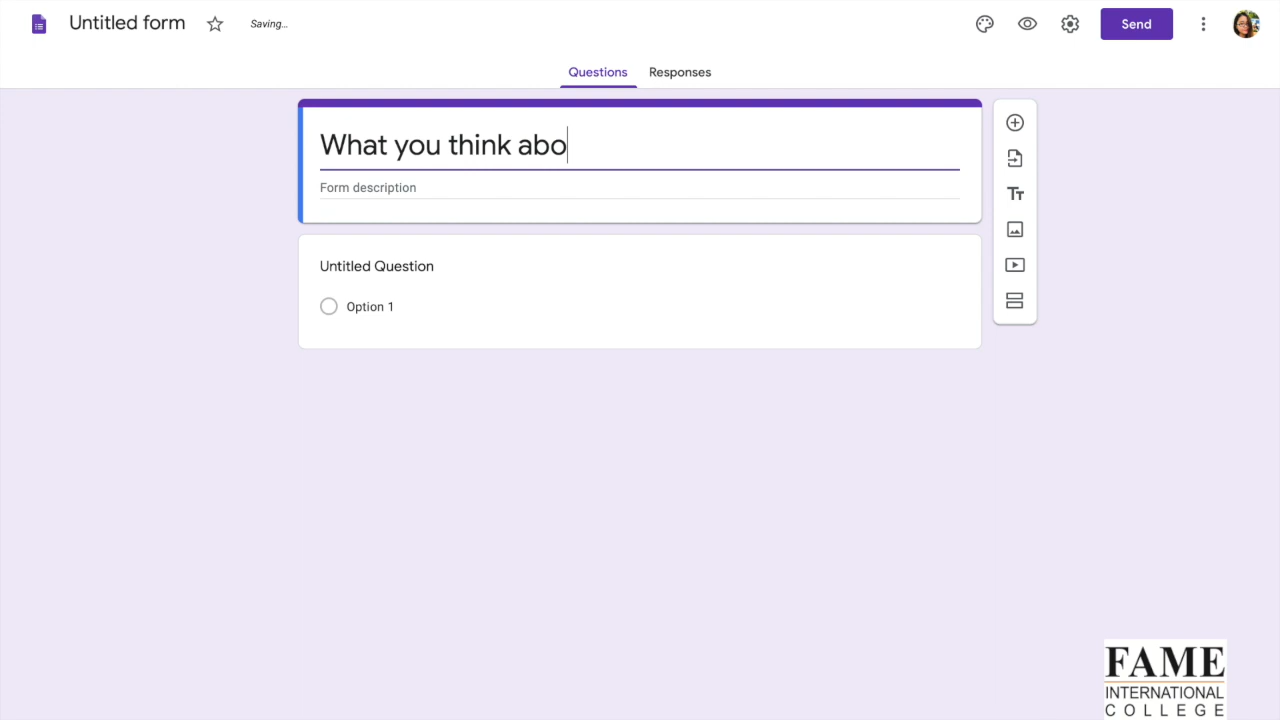 Untitled form
Saving...
Send
Questions
Responses
What you think abo
Form description
Untitled Question
Option 1
Tт
FAME
INTERNATIONAL
COLLEGE